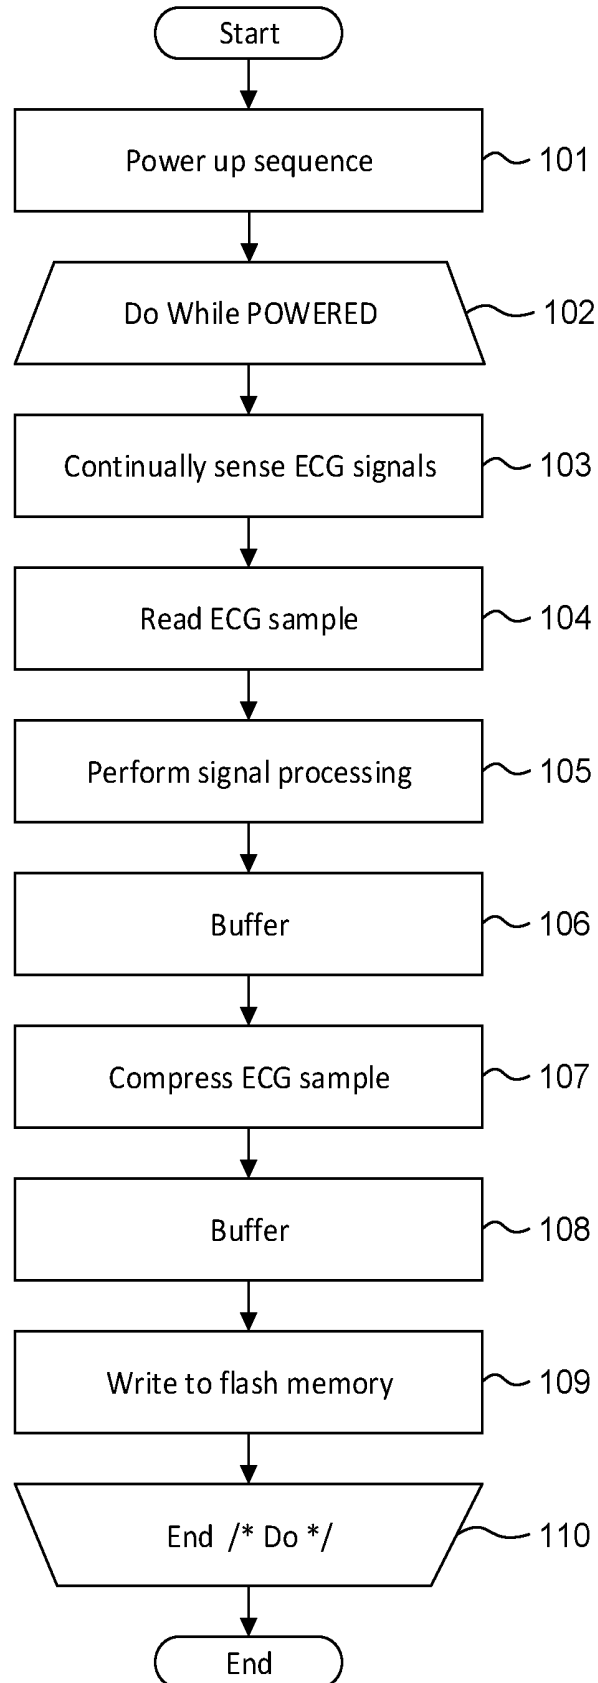 Start
Power up sequence
101
Do While POWERED
102
Continually sense ECG signals
103
Read ECG sample
104
Perform signal processing
105
Buffer
106
Compress ECG sample
107
Buffer
108
Write to flash memory
109
End /* Do */
110
End